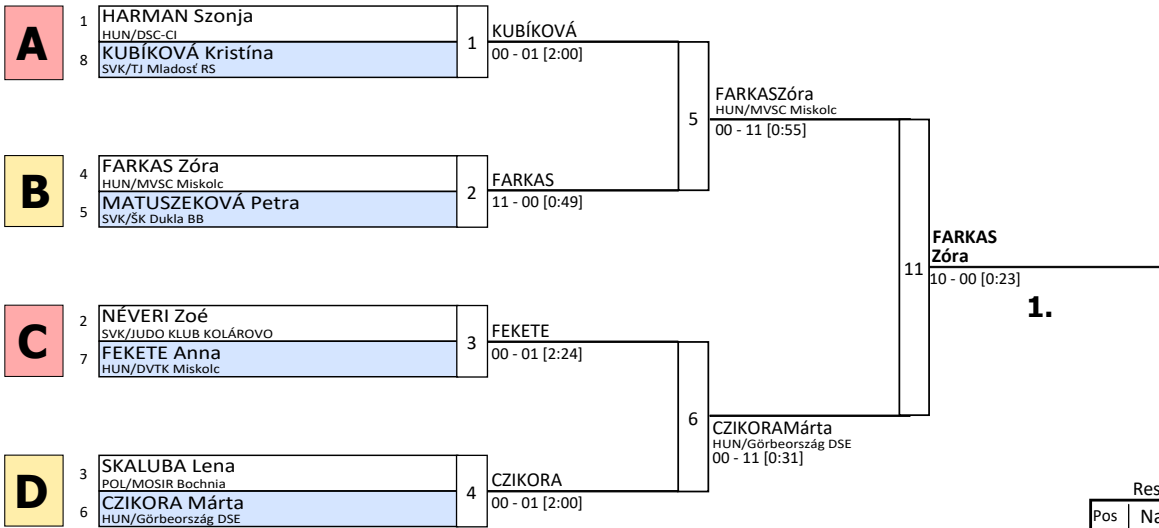 A
1 HARMAN Szonja
HUN/DSC-CI
8 KUBÍKOVÁ Kristína
SVK/TJ Mladosť RS
1
KUBÍKOVÁ
00 - 01 [2:00]
B
4 FARKAS Zóra
HUN/MVSC Miskolc
5 MATUSZEKOVÁ Petra
SVK/ŠK Dukla BB
2
FARKAS
11 - 00 [0:49]
5
FARKASZóra
HUN/MVSC Miskolc
00 - 11 [0:55]
C
2 NÉVERI Zoé
SVK/JUDO KLUB KOLÁROVO
7 FEKETE Anna
HUN/DVTK Miskolc
3
FEKETE
00 - 01 [2:24]
D
3 SKALUBA Lena
POL/MOSIR Bochnia
6 CZIKORA Márta
HUN/Görbeország DSE
4
CZIKORA
00 - 01 [2:00]
6
CZIKORAMárta
HUN/Görbeország DSE
00 - 11 [0:31]
11
FARKAS
Zóra
10 - 00 [0:23]
1.
Res
Pos Na